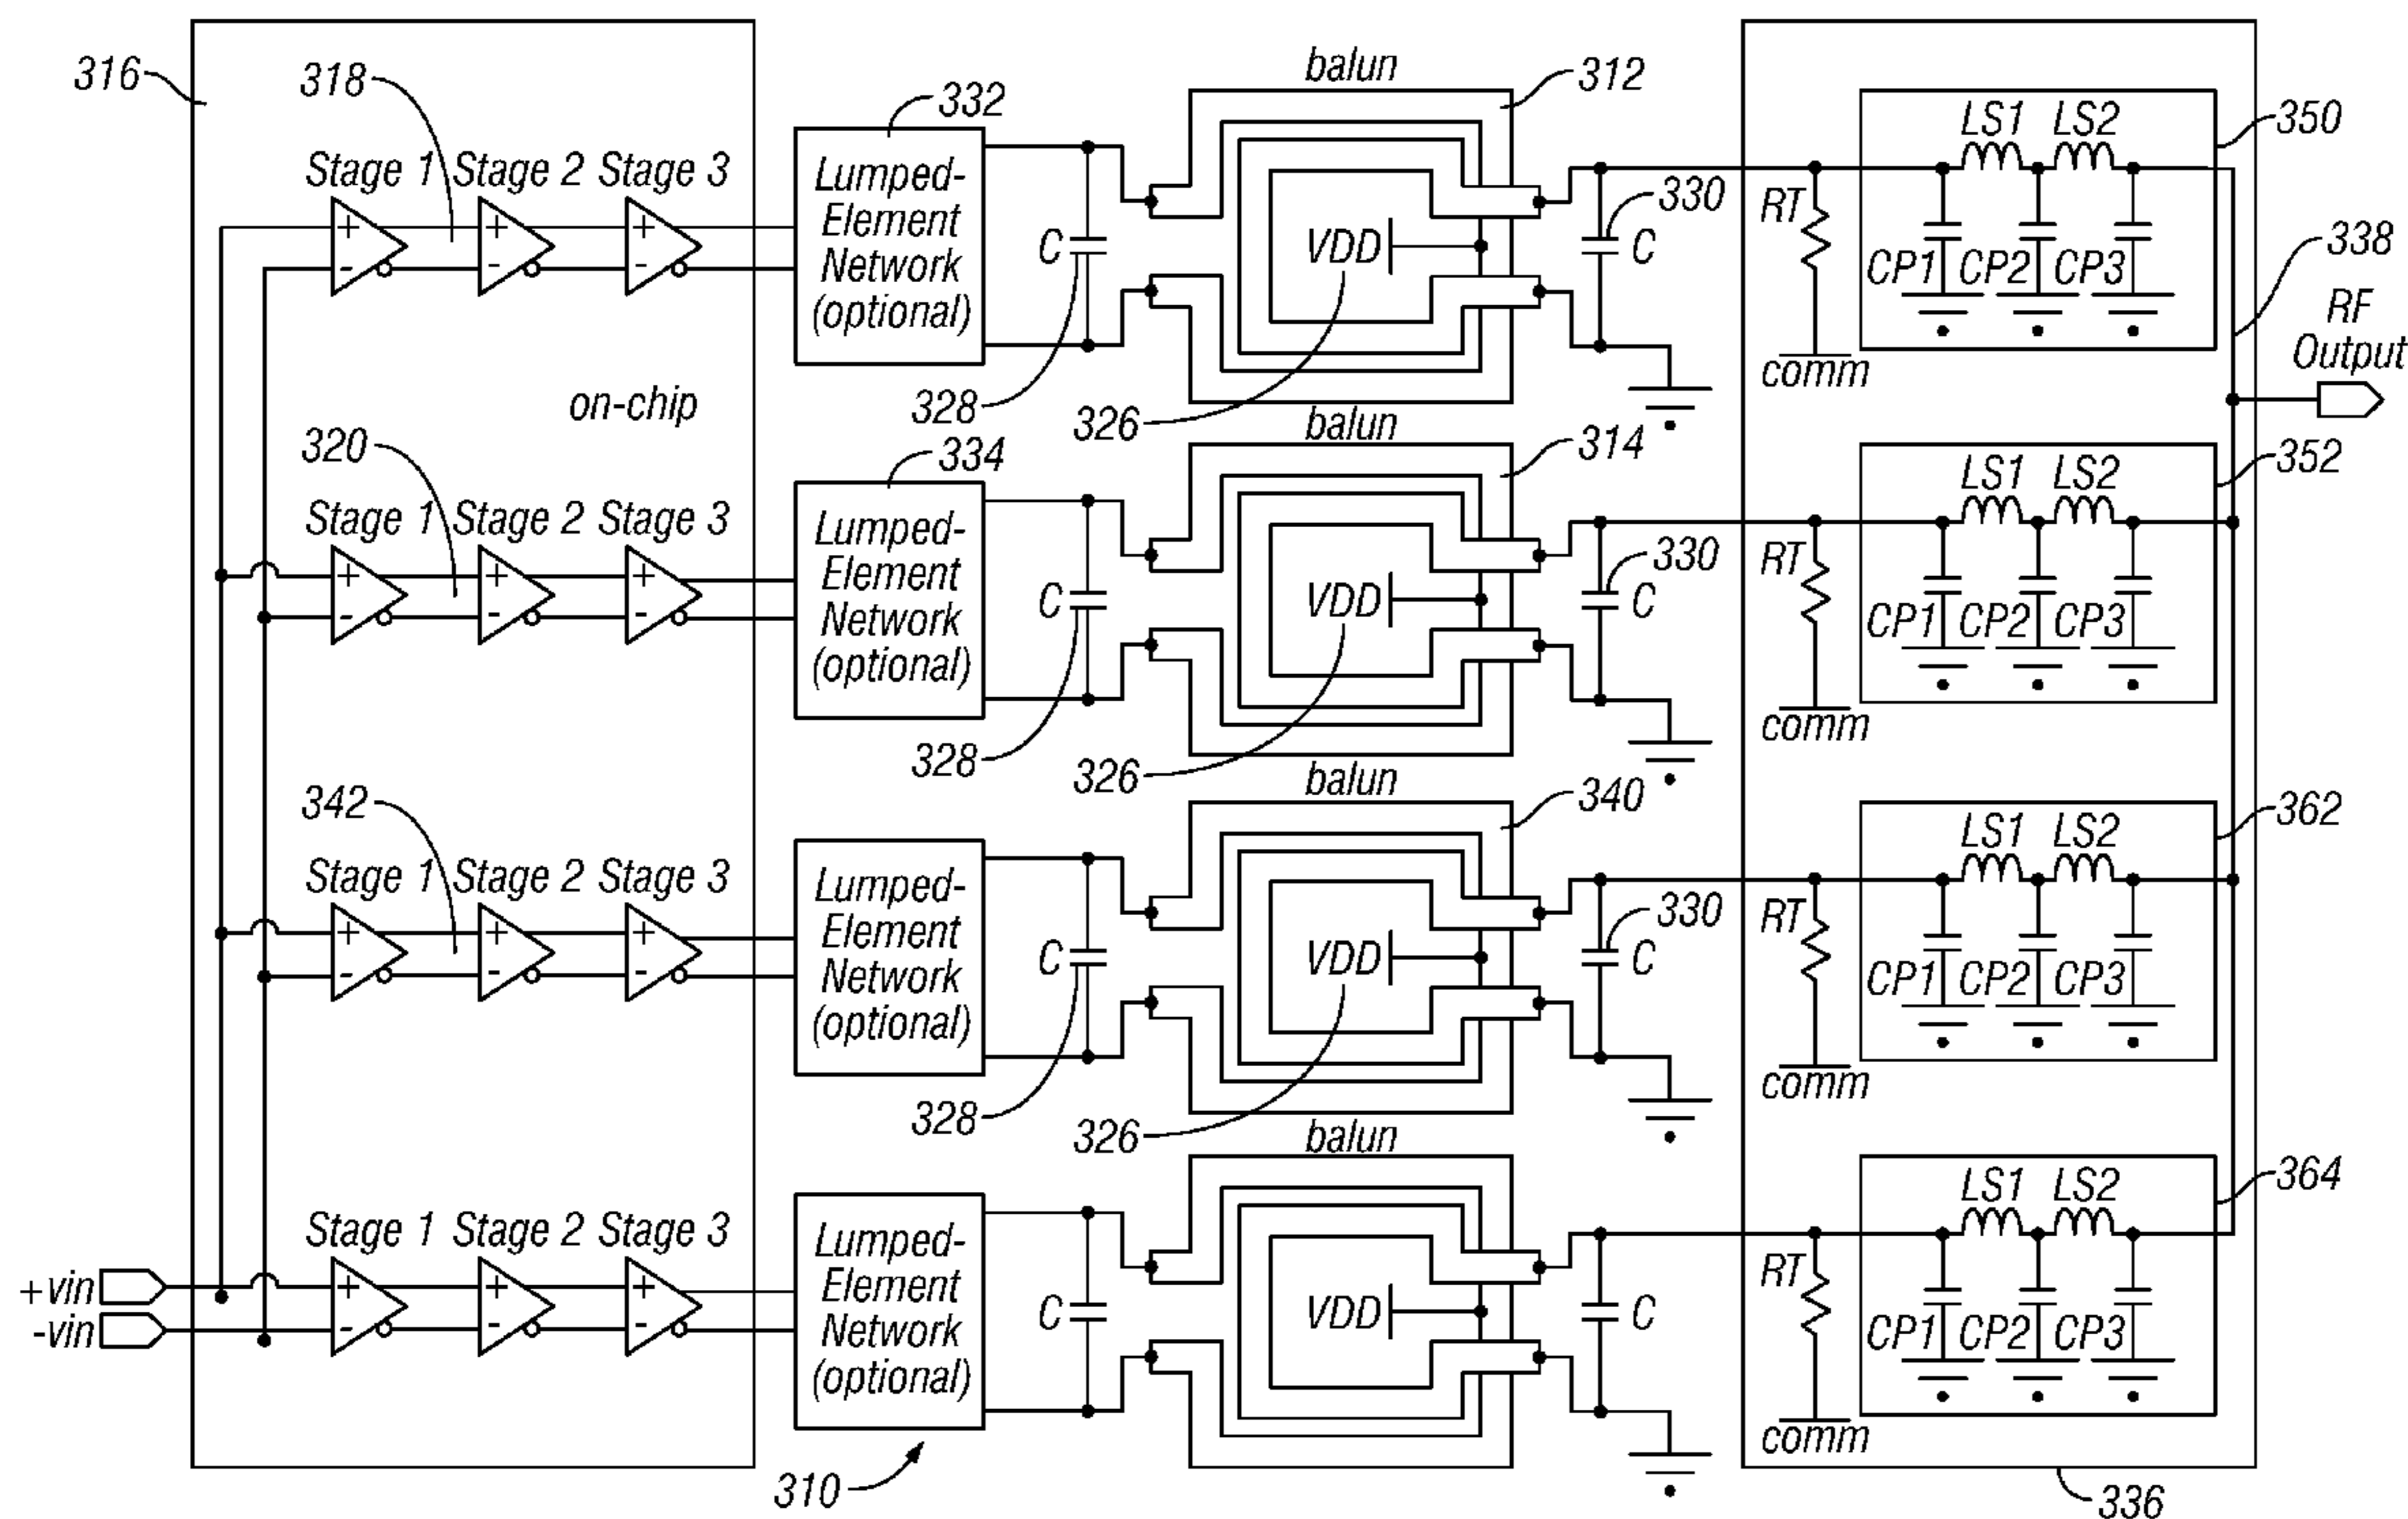 316
318
332
balun
312
Stage 1 Stage 2 Stage 3
+ + +
- - -
Lumped-
Element
Network
(optional)
C
328
VDD
326
330
C
RT
comm
LS1 LS2
CP1 CP2 CP3
350
338
RF
Output
on-chip
320
334
balun
314
Stage 1 Stage 2 Stage 3
+ + +
- - -
Lumped-
Element
Network
(optional)
C
328
VDD
326
330
C
RT
comm
LS1 LS2
CP1 CP2 CP3
352
342
balun
340
Stage 1 Stage 2 Stage 3
+ + +
- - -
Lumped-
Element
Network
(optional)
C
328
VDD
326
330
C
RT
comm
LS1 LS2
CP1 CP2 CP3
362
balun
Stage 1 Stage 2 Stage 3
+vin
-vin
+ + +
- - -
Lumped-
Element
Network
(optional)
C
VDD
C
RT
comm
LS1 LS2
CP1 CP2 CP3
364
310
336